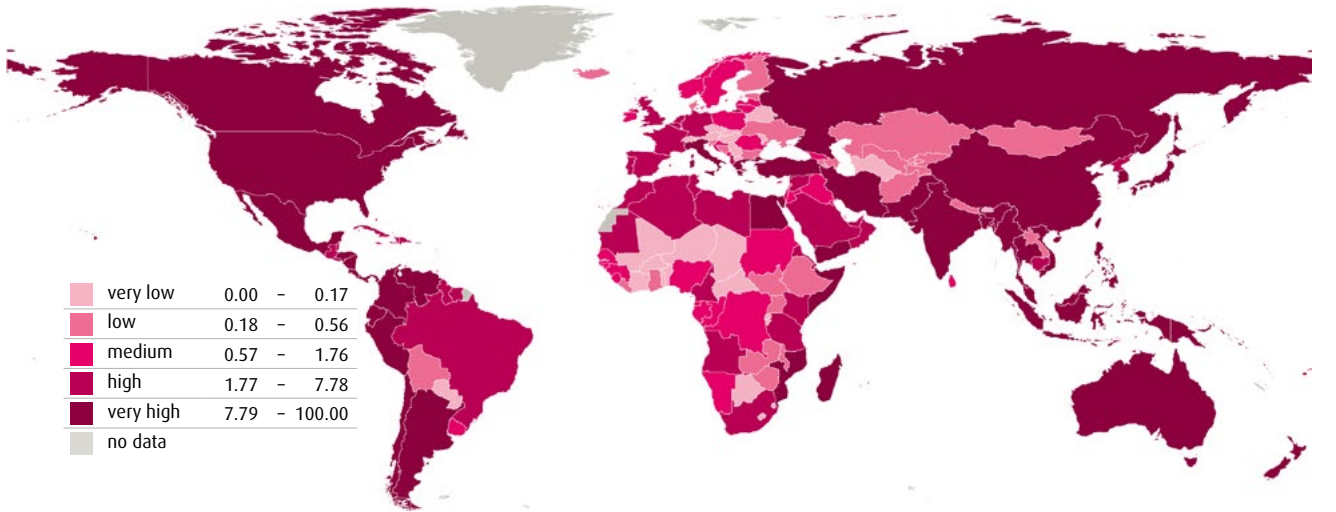 very low 0.00 – 0.17
low 0.18 – 0.56
medium 0.57 – 1.76
high 1.77 – 7.78
very high 7.79 – 100.00
no data